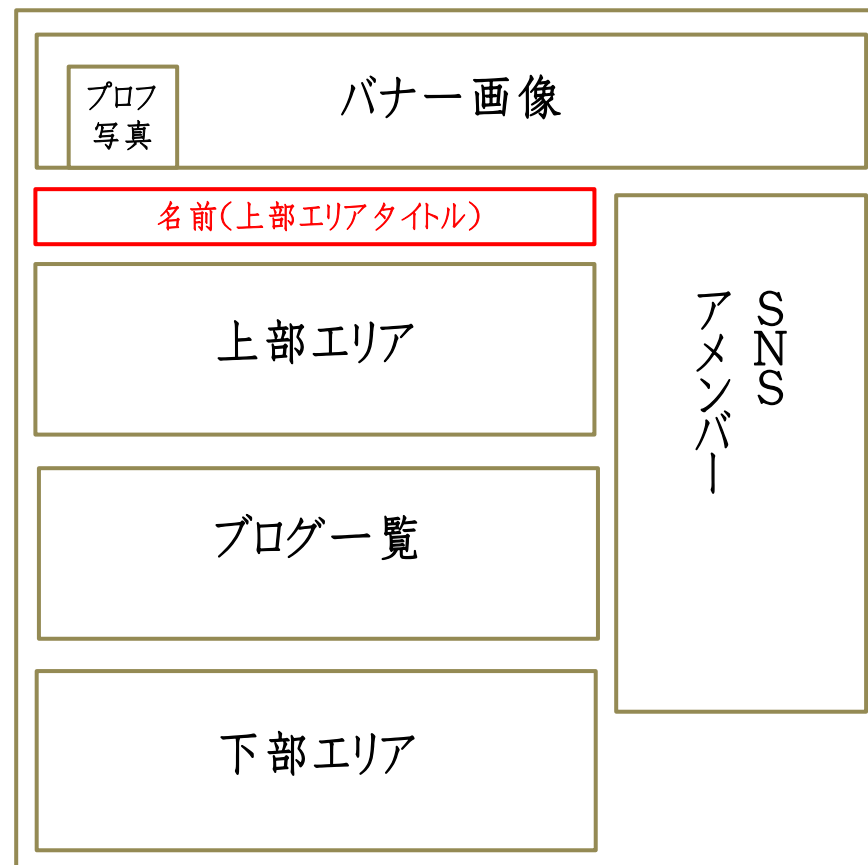 プロフ
写真
バナー画像
名前(上部エリアタイトル)
上部エリア
SNS
アメンバー
ブログ一覧
下部エリア